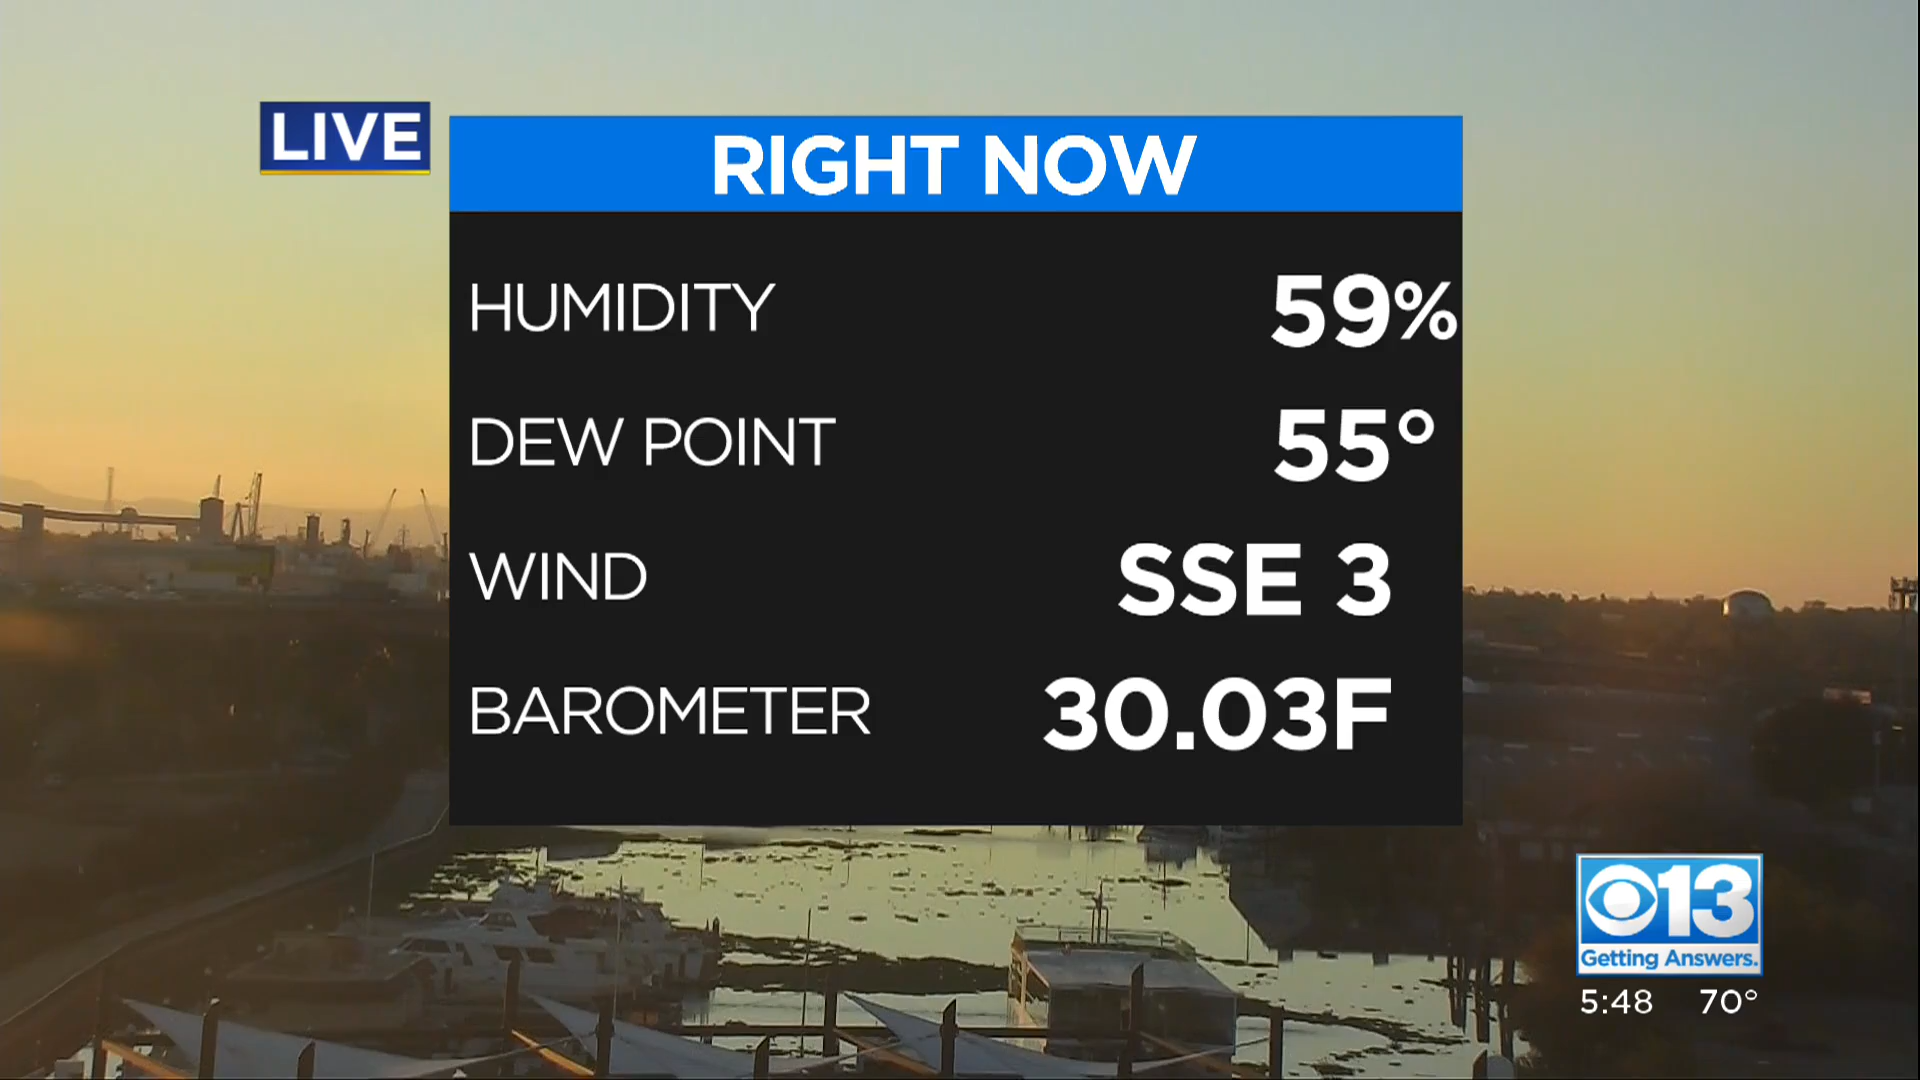 LIVE
RIGHT NOW
HUMIDITY 59%
DEW POINT 55°
WIND SSE 3
BAROMETER 30.03F
13
Getting Answers.
5:48 70°